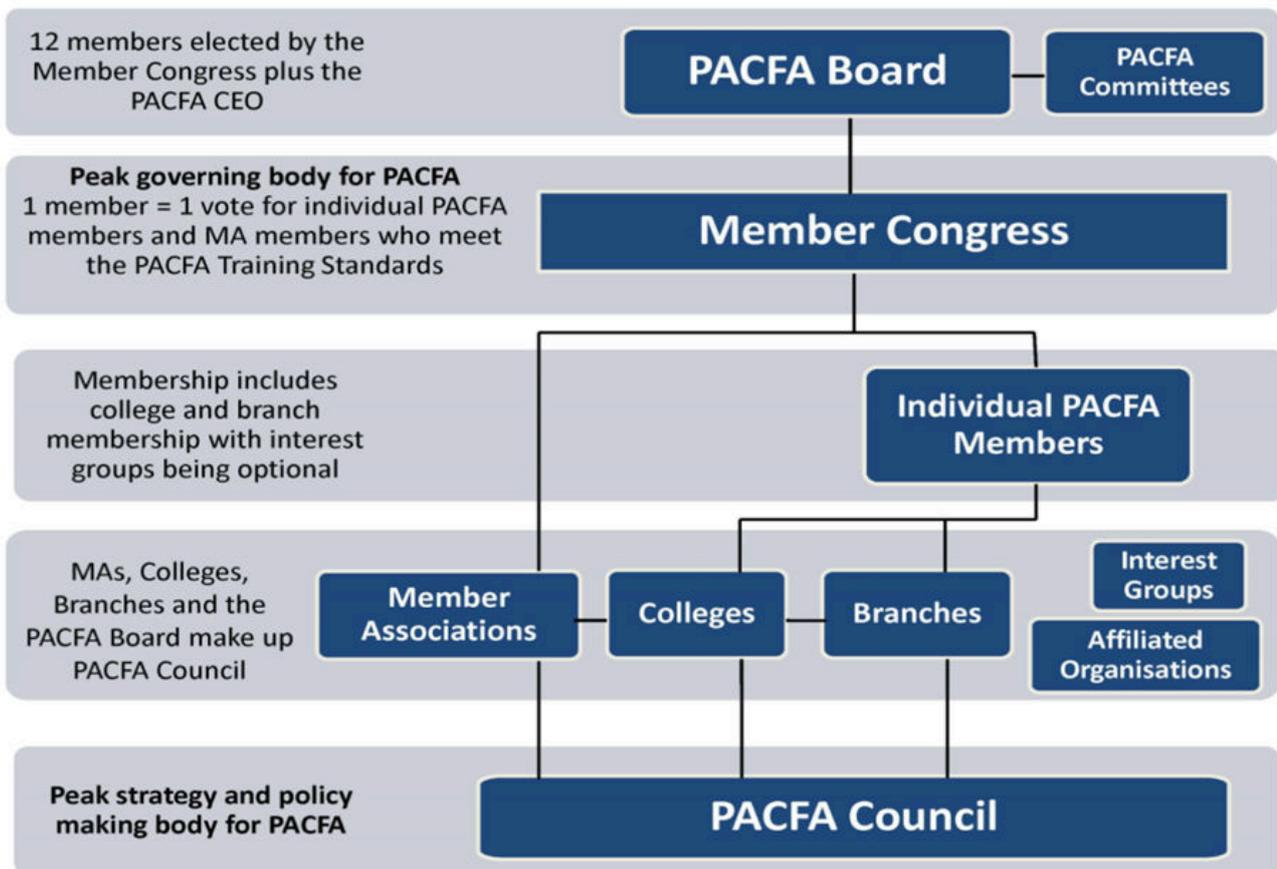 12 members elected by the
Member Congress plus the
PACFA CEO
PACFA Board
PACFA
Committees
Peak governing body for PACFA
1 member = 1 vote for individual PACFA
members and MA members who meet
the PACFA Training Standards
Member Congress
Membership includes
college and branch
membership with interest
groups being optional
Individual PACFA
Members
MAs, Colleges,
Branches and the
PACFA Board make up
PACFA Council
Member
Associations
Colleges
Branches
Interest
Groups
Affiliated
Organisations
Peak strategy and policy
making body for PACFA
PACFA Council